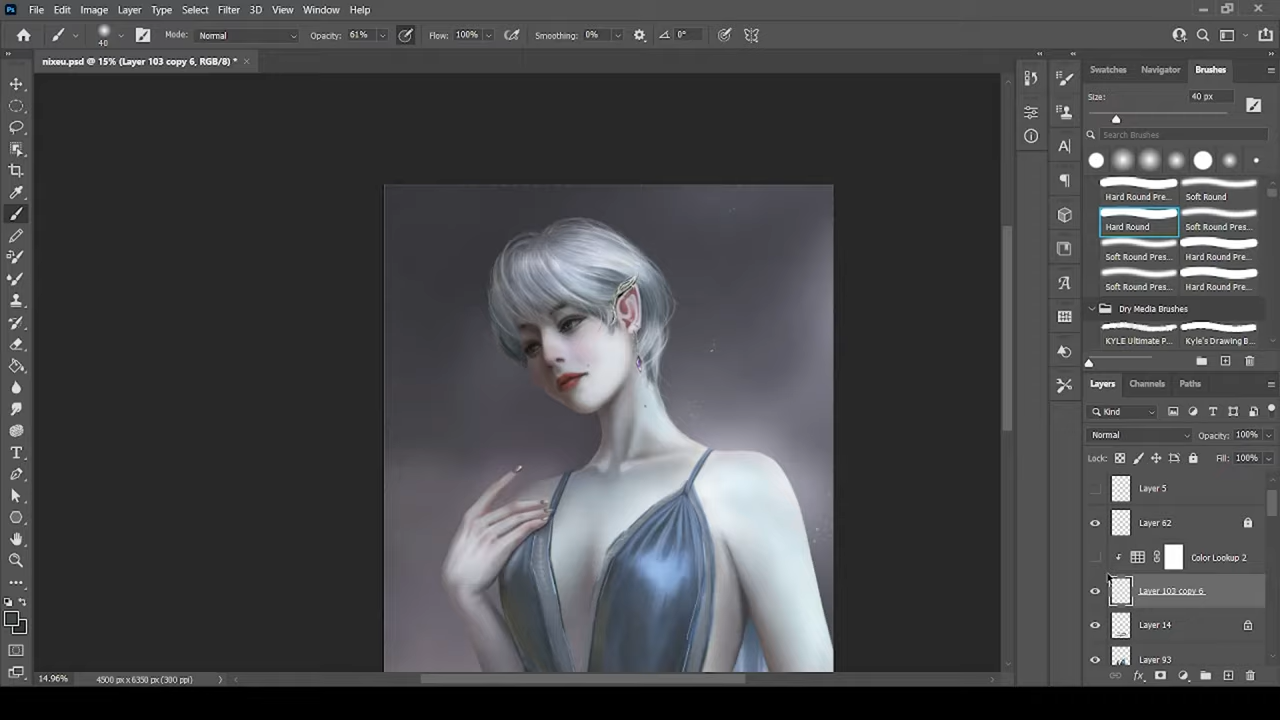 Ps File Edit Image Layer Type Select Filter 3D View Window Help
40 Mode: Normal Opacity: 61% Flow: 100% Smoothing: 0% 0°
nixeu.psd @ 15% (Layer 103 copy 6, RGB/8) *
Swatches Navigator Brushes
Size: 40 px
Search Brushes
Hard Round Pre... Soft Round
Hard Round Soft Round Pres...
Soft Round Pres... Hard Round Pre...
Soft Round Pres... Hard Round Pre...
Dry Media Brushes
KYLE Ultimate P... Kyle's Drawing B...
Layers Channels Paths
Kind
Normal Opacity: 100%
Lock: Fill: 100%
Layer 5
Layer 62
Color Lookup 2
Layer 103 copy 6
Layer 14
Layer 93
14.96% 4500 px x 6350 px (300 ppi)